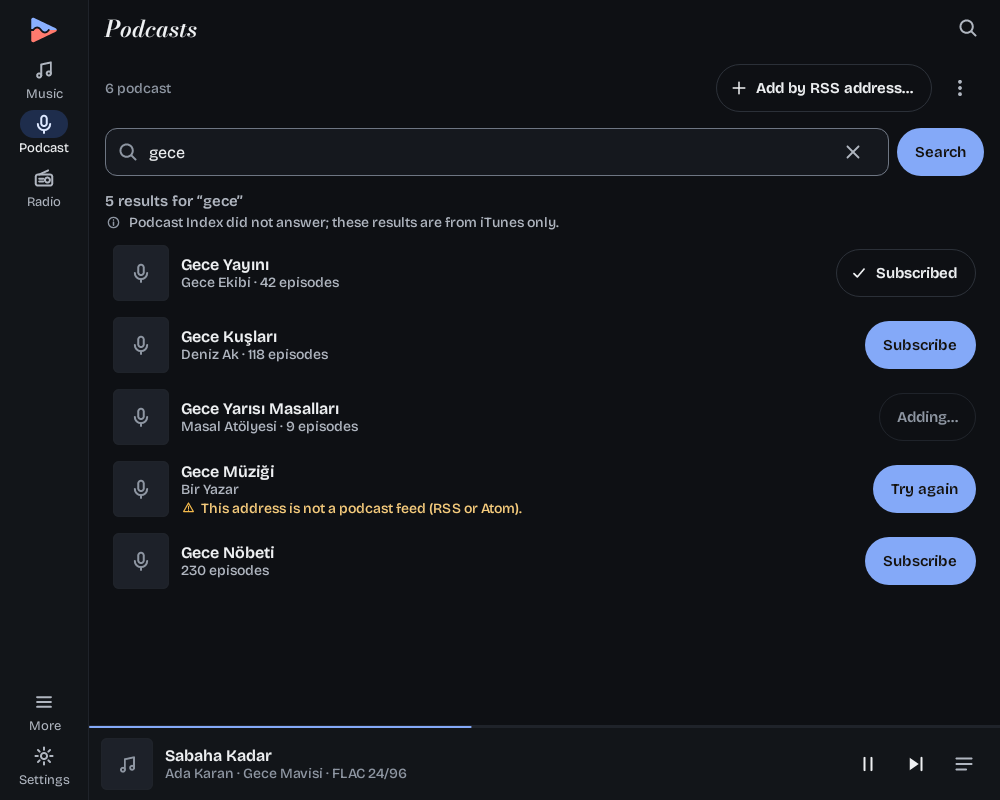 Podcasts
Music
Podcast
Radio
6 podcast
Add by RSS address...
gece
Search
5 results for “gece”
Podcast Index did not answer; these results are from iTunes only.
Gece Yayını
Gece Ekibi · 42 episodes
Subscribed
Gece Kuşları
Deniz Ak · 118 episodes
Subscribe
Gece Yarısı Masalları
Masal Atölyesi · 9 episodes
Adding...
Gece Müziği
Bir Yazar
This address is not a podcast feed (RSS or Atom).
Try again
Gece Nöbeti
230 episodes
Subscribe
More
Settings
Sabaha Kadar
Ada Karan · Gece Mavisi · FLAC 24/96